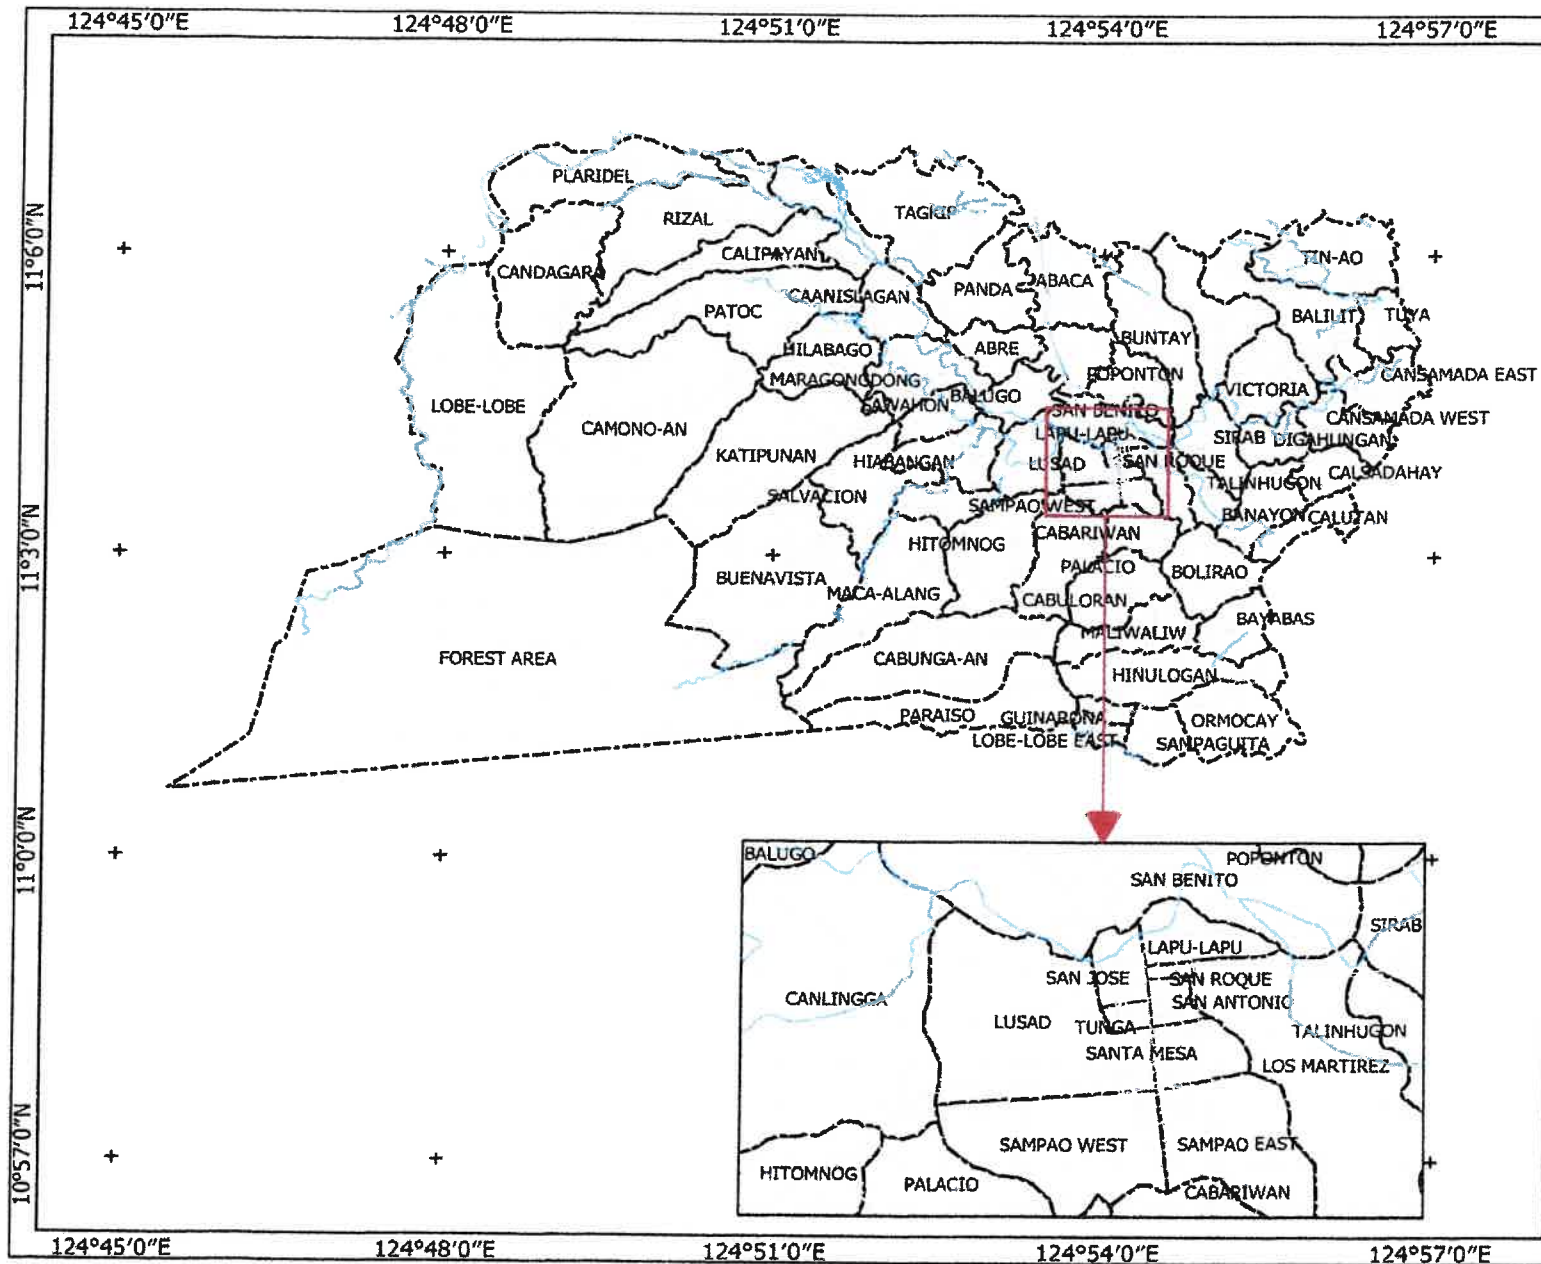 124°45'0"E
124°48'0"E
124°51'0"E
124°54'0"E
124°57'0"E
11°6'0"N
11°3'0"N
11°0'0"N
10°57'0"N
PLARIDEL
TAGKIP
RIZAL
CALIPAYAN
TIN-AO
CANDAGARA
ABACA
PANDA
CAANISLAGAN
PATOC
BALILIT
TUYA
BUNTAY
HILABAGO
ABRE
POPONTON
CANSAMADA EAST
MARAGONGDONG
VICTORIA
BALUGO
LOBE-LOBE
SAN BENITO
CANSAMADA WEST
CAMONO-AN
LAPU-LAPU
SIRAB
DIGAHUNGAN
KATIPUNAN
HIABANGAN
LUSAD
SAN ROQUE
CALSADAHAY
TALINHUGON
SALVACION
SAMPAO WEST
BANAYON
CALUTAN
CABARIWAN
HITOMNOG
PALACIO
BOLIRAO
BUENAVISTA
MACA-ALANG
CABULORAN
BAYABAS
MALIWALIW
FOREST AREA
CABUNGA-AN
HINULOGAN
PARAISO
GUINARONA
ORMOCAY
LOBE-LOBE EAST
SAMPAGUITA
BALUGO
POPONTON
SAN BENITO
SIRAB
LAPU-LAPU
SAN JOSE
SAN ROQUE
CANLINGGA
SAN ANTONIO
LUSAD
TUNGA
TALINHUGON
SANTA MESA
LOS MARTIREZ
SAMPAO WEST
SAMPAO EAST
HITOMNOG
PALACIO
CABARIWAN
124°45'0"E
124°48'0"E
124°51'0"E
124°54'0"E
124°57'0"E